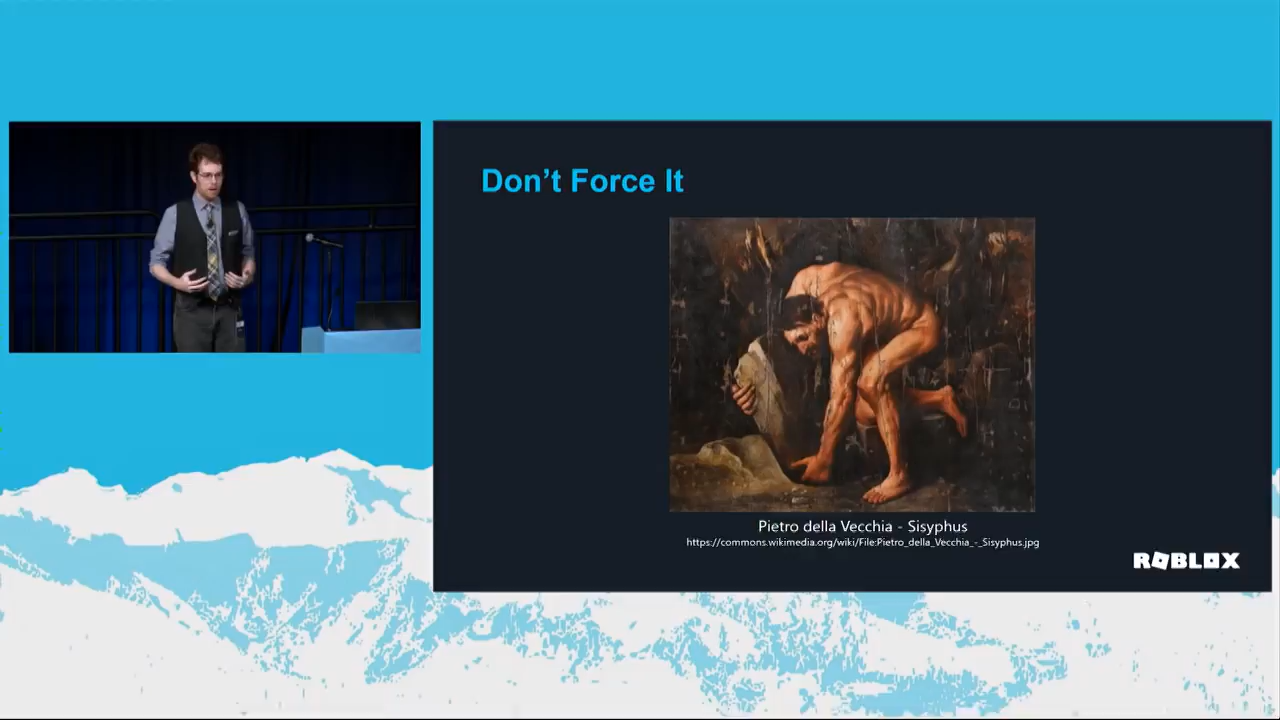 Don’t Force It
Pietro della Vecchia - Sisyphus
https://commons.wikimedia.org/wiki/File:Pietro_della_Vecchia_-_Sisyphus.jpg
ROBLOX